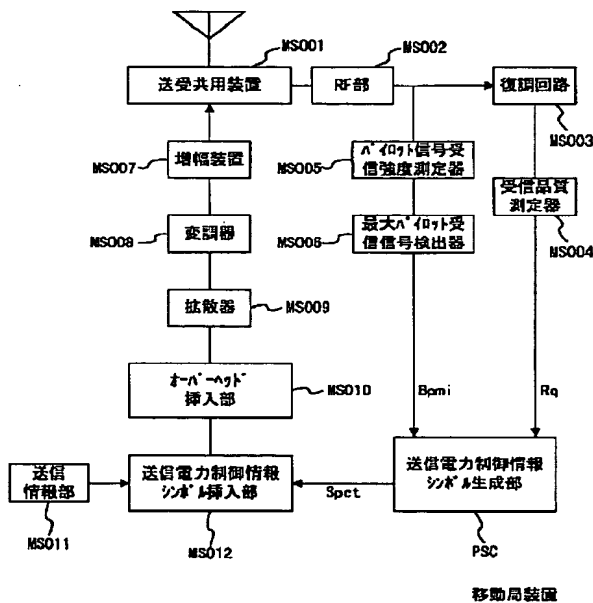 MS001
MS002
送受共用装置
RF部
復調回路
MS003
MS007
増幅装置
MS005
パイロット信号受
信強度測定器
受信品質
測定器
MS004
MS008
変調器
MS006
最大パイロット受
信信号検出器
拡散器
MS009
オーバーヘッド
挿入部
MS010
Bpmi
Rq
送信
情報部
MS011
送信電力制御情報
シンボル挿入部
MS012
Spct
送信電力制御情報
シンボル生成部
PSC
移動局装置